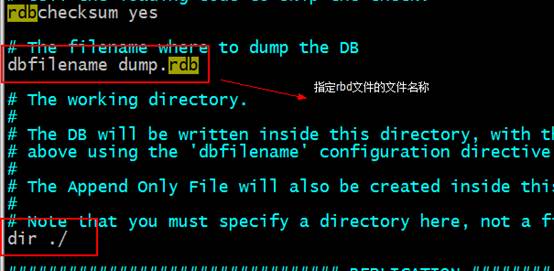 rdbchecksum yes
# The filename where to dump the DB
dbfilename dump.rdb
指定rbd文件的文件名称
# The working directory.
#
# The DB will be written inside this directory, with th
# above using the 'dbfilename' configuration directive
#
# The Append Only File will also be created inside this
#
# Note that you must specify a directory here, not a fi
dir ./